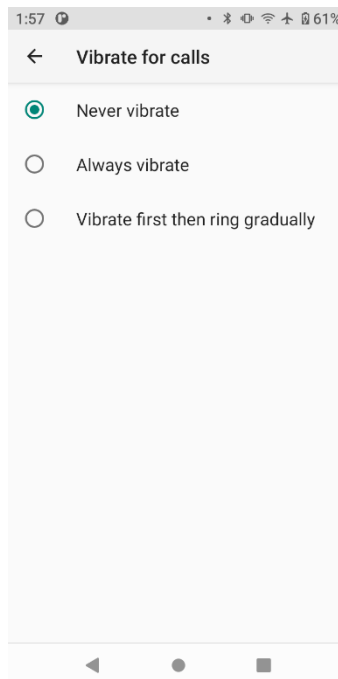 1:57 61%
Vibrate for calls
Never vibrate
Always vibrate
Vibrate first then ring gradually